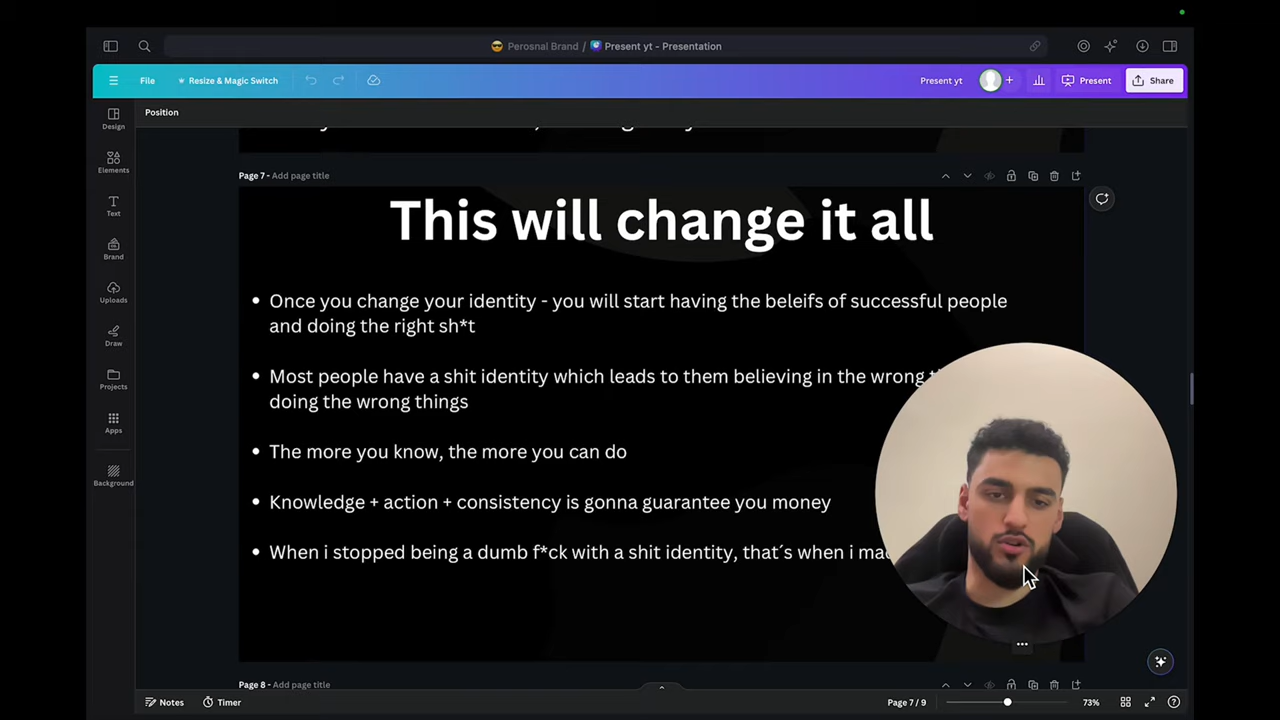 Perosnal Brand / Present yt - Presentation
File
Resize & Magic Switch
Present yt
+
Present
Share
Design
Elements
Text
Brand
Uploads
Draw
Projects
Apps
Background
Position
Page 7 - Add page title
This will change it all
• Once you change your identity - you will start having the beleifs of successful people
and doing the right sh*t
• Most people have a shit identity which leads to them believing in the wrong
doing the wrong things
• The more you know, the more you can do
• Knowledge + action + consistency is gonna guarantee you money
• When i stopped being a dumb f*ck with a shit identity, that´s when i
Page 8 - Add page title
Notes
Timer
Page 7 / 9
73%